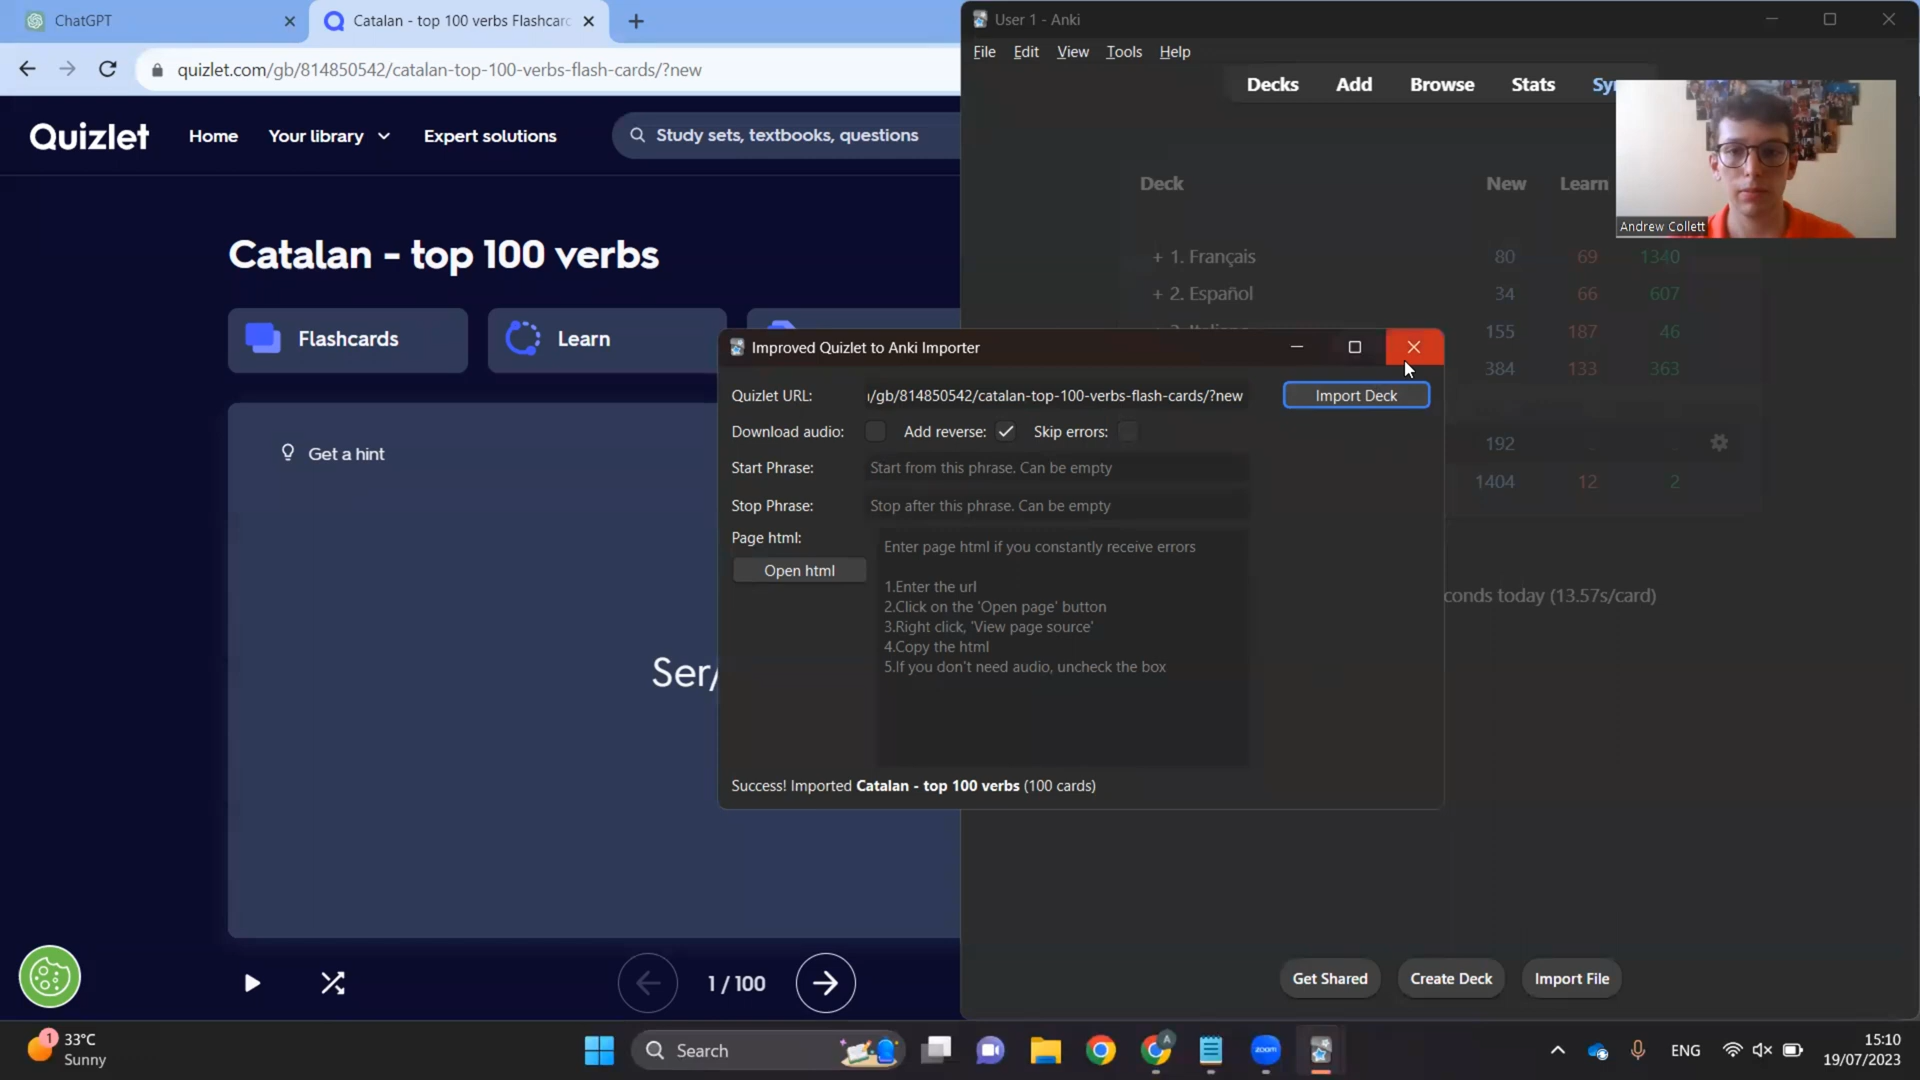 ChatGPT
Catalan - top 100 verbs Flashcard
quizlet.com/gb/814850542/catalan-top-100-verbs-flash-cards/?new
Quizlet
Home
Your library
Expert solutions
Study sets, textbooks, questions
Catalan - top 100 verbs
Flashcards
Learn
Get a hint
Ser/
1 / 100
User 1 - Anki
File Edit View Tools Help
Decks Add Browse Stats Syn
Andrew Collett
Deck New Learn
+ 1. Français 80 69 1340
+ 2. Español 34 66 607
155 187 46
384 133 363
192
1404 12 2
conds today (13.57s/card)
Improved Quizlet to Anki Importer
Quizlet URL: /gb/814850542/catalan-top-100-verbs-flash-cards/?new Import Deck
Download audio: Add reverse: Skip errors:
Start Phrase: Start from this phrase. Can be empty
Stop Phrase: Stop after this phrase. Can be empty
Page html:
Open html
Enter page html if you constantly receive errors
1.Enter the url
2.Click on the 'Open page' button
3.Right click, 'View page source'
4.Copy the html
5.If you don't need audio, uncheck the box
Success! Imported Catalan - top 100 verbs (100 cards)
Get Shared
Create Deck
Import File
1
33°C
Sunny
Search
A
zoom
ENG
15:10
19/07/2023